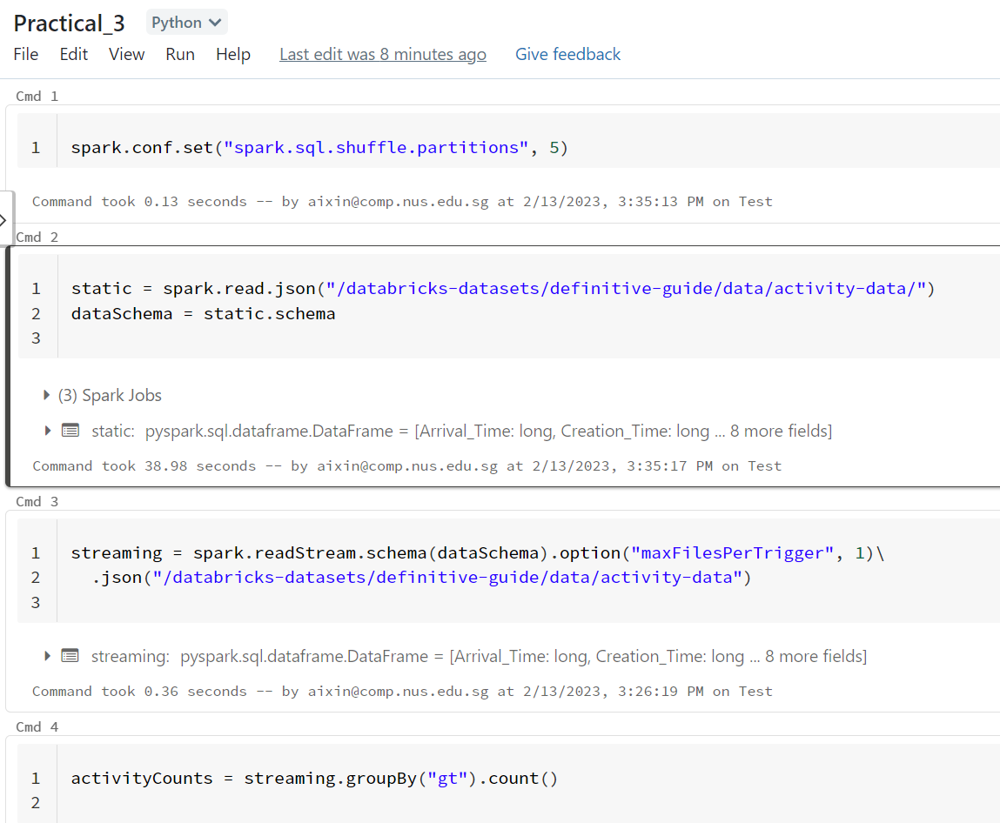 Practical_3 Python
File Edit View Run Help Last edit was 8 minutes ago Give feedback
Cmd 1
1 spark.conf.set("spark.sql.shuffle.partitions", 5)
Command took 0.13 seconds -- by aixin@comp.nus.edu.sg at 2/13/2023, 3:35:13 PM on Test
Cmd 2
1 static = spark.read.json("/databricks-datasets/definitive-guide/data/activity-data/")
2 dataSchema = static.schema
3
(3) Spark Jobs
static: pyspark.sql.dataframe.DataFrame = [Arrival_Time: long, Creation_Time: long ... 8 more fields]
Command took 38.98 seconds -- by aixin@comp.nus.edu.sg at 2/13/2023, 3:35:17 PM on Test
Cmd 3
1 streaming = spark.readStream.schema(dataSchema).option("maxFilesPerTrigger", 1)\
2 .json("/databricks-datasets/definitive-guide/data/activity-data")
3
streaming: pyspark.sql.dataframe.DataFrame = [Arrival_Time: long, Creation_Time: long ... 8 more fields]
Command took 0.36 seconds -- by aixin@comp.nus.edu.sg at 2/13/2023, 3:26:19 PM on Test
Cmd 4
1 activityCounts = streaming.groupBy("gt").count()
2